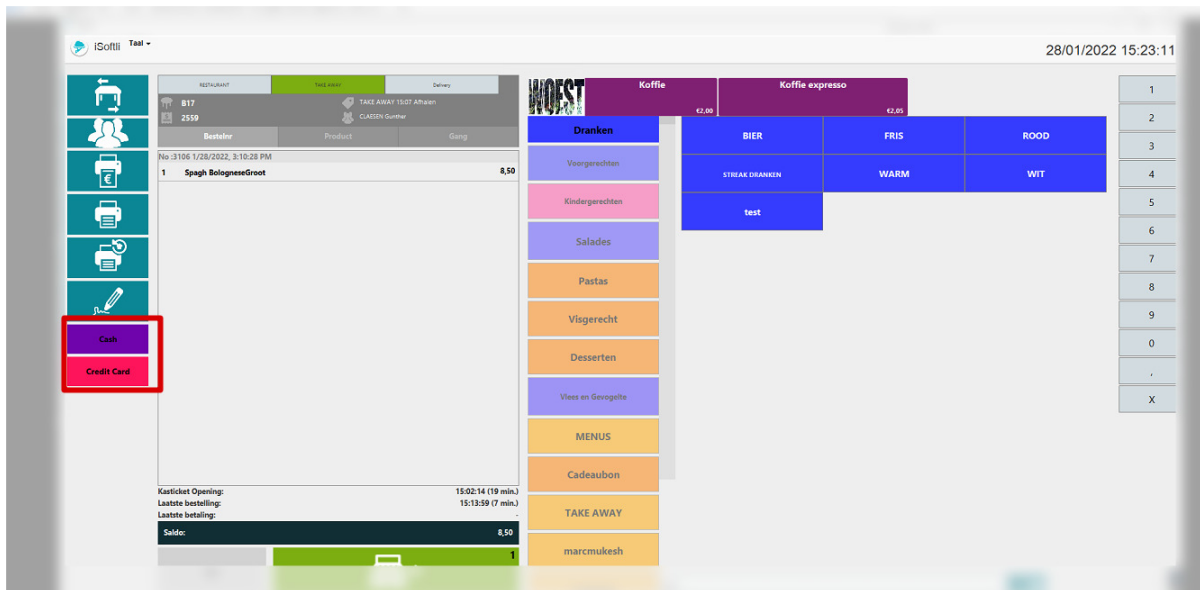 iSoftli Taal
28/01/2022 15:23:11
RESTAURANT
TAKE AWAY
Delivery
B17
TAKE AWAY 15:07 Afhalen
2559
CLAESEN Gunther
Bestelnr
Product
Gang
No :3106 1/28/2022, 3:10:28 PM
1 Spagh BologneseGroot 8,50
Cash
Credit Card
Kasticket Opening: 15:02:14 (19 min.)
Laatste bestelling: 15:13:59 (7 min.)
Laatste betaling: -
Saldo: 8,50
1
WOEST
Koffie
€2,00
Koffie expresso
€2,05
Dranken
Voorgerechten
Kindergerechten
Salades
Pastas
Visgerecht
Desserten
Vlees en Gevogelte
MENUS
Cadeaubon
TAKE AWAY
marcmukesh
BIER
FRIS
ROOD
STREAK DRANKEN
WARM
WIT
test
1
2
3
4
5
6
7
8
9
0
,
X